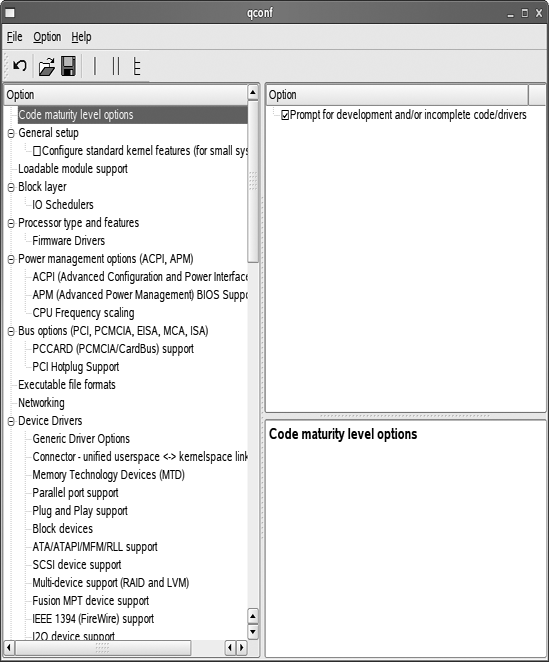 qconf
File Option Help
Option
Code maturity level options
General setup
Configure standard kernel features (for small sys
Loadable module support
Block layer
IO Schedulers
Processor type and features
Firmware Drivers
Power management options (ACPI, APM)
ACPI (Advanced Configuration and Power Interface
APM (Advanced Power Management) BIOS Suppo
CPU Frequency scaling
Bus options (PCI, PCMCIA, EISA, MCA, ISA)
PCCARD (PCMCIA/CardBus) support
PCI Hotplug Support
Executable file formats
Networking
Device Drivers
Generic Driver Options
Connector - unified userspace <-> kernelspace link
Memory Technology Devices (MTD)
Parallel port support
Plug and Play support
Block devices
ATA/ATAPI/MFM/RLL support
SCSI device support
Multi-device support (RAID and LVM)
Fusion MPT device support
IEEE 1394 (FireWire) support
I2O device support
Option
Prompt for development and/or incomplete code/drivers
Code maturity level options